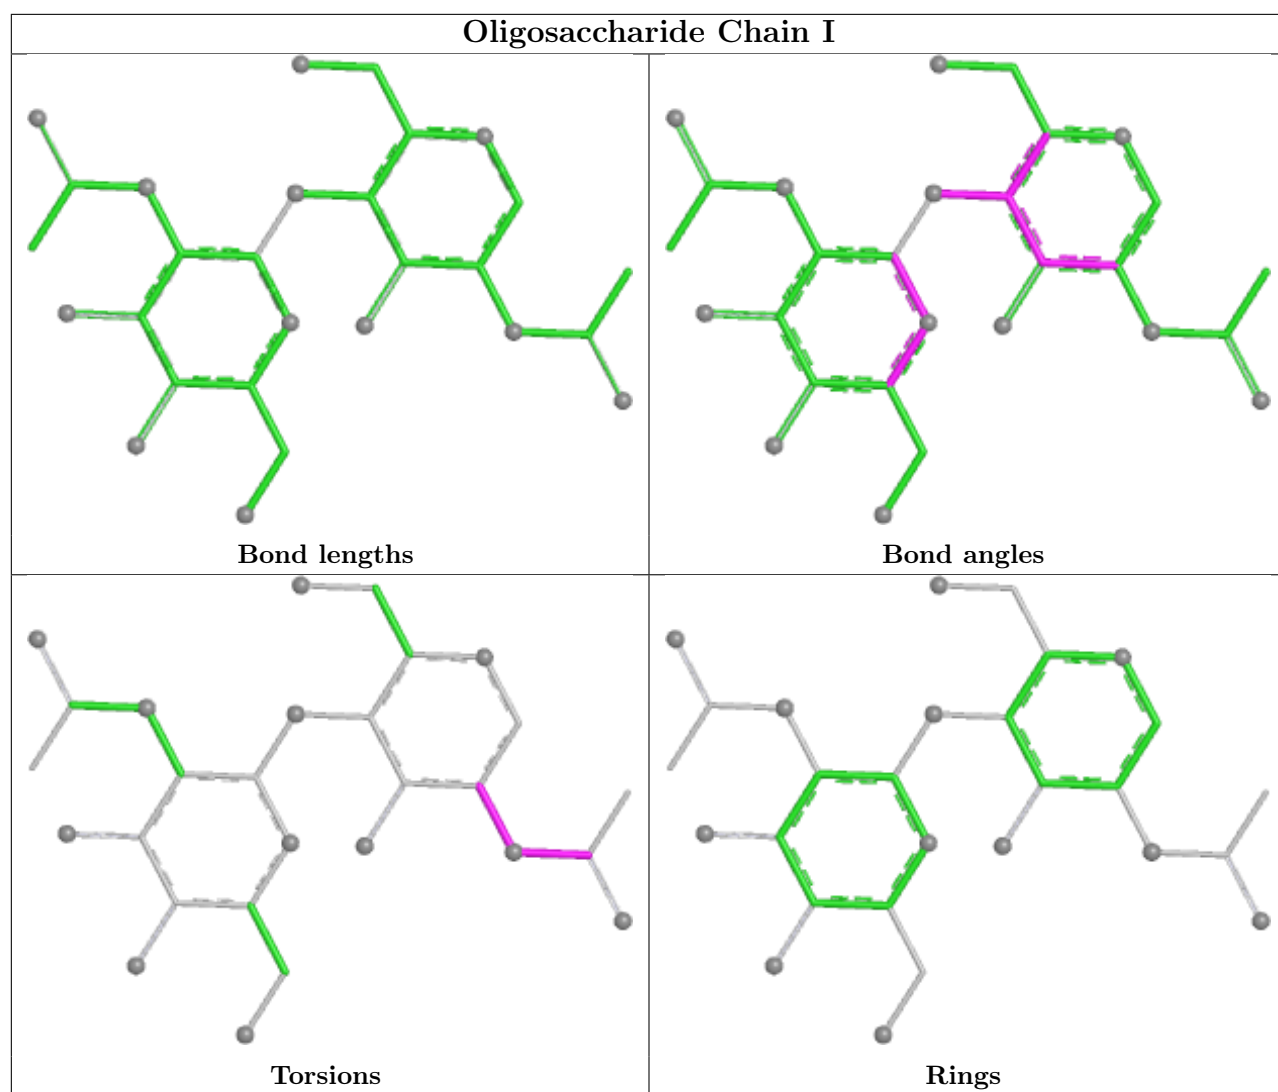 Oligosaccharide Chain I
Bond lengths
Bond angles
Torsions
Rings